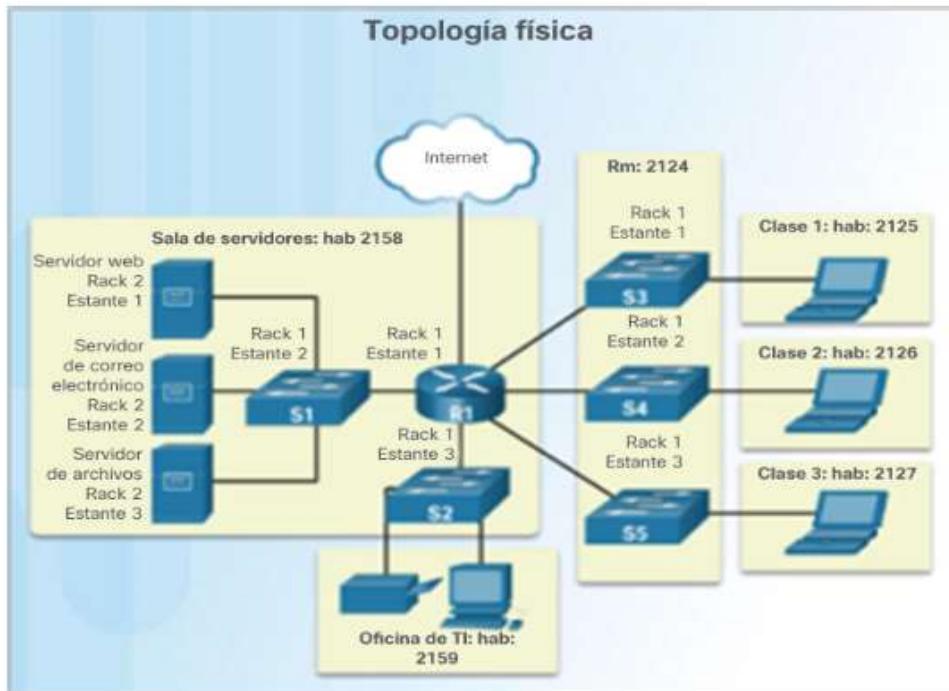 Topología física
Internet
Sala de servidores: hab 2158
Servidor web
Rack 2
Estante 1
Servidor
de correo
electrónico
Rack 2
Estante 2
Servidor
de archivos
Rack 2
Estante 3
Rack 1
Estante 2
S1
Rack 1
Estante 1
R1
Rack 1
Estante 3
S2
Oficina de TI: hab:
2159
Rm: 2124
Rack 1
Estante 1
S3
Rack 1
Estante 2
S4
Rack 1
Estante 3
S5
Clase 1: hab: 2125
Clase 2: hab: 2126
Clase 3: hab: 2127